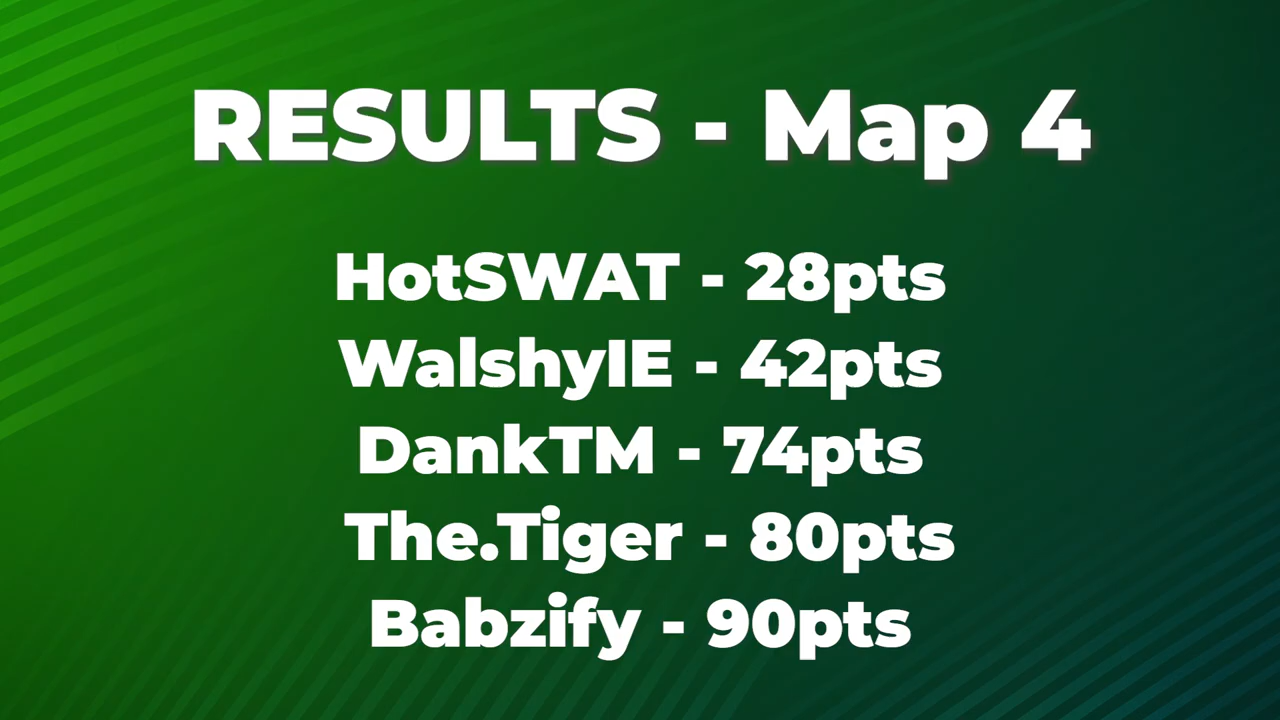 RESULTS - Map 4
HotSWAT - 28pts
WalshyIE - 42pts
DankTM - 74pts
The.Tiger - 80pts
Babzify - 90pts